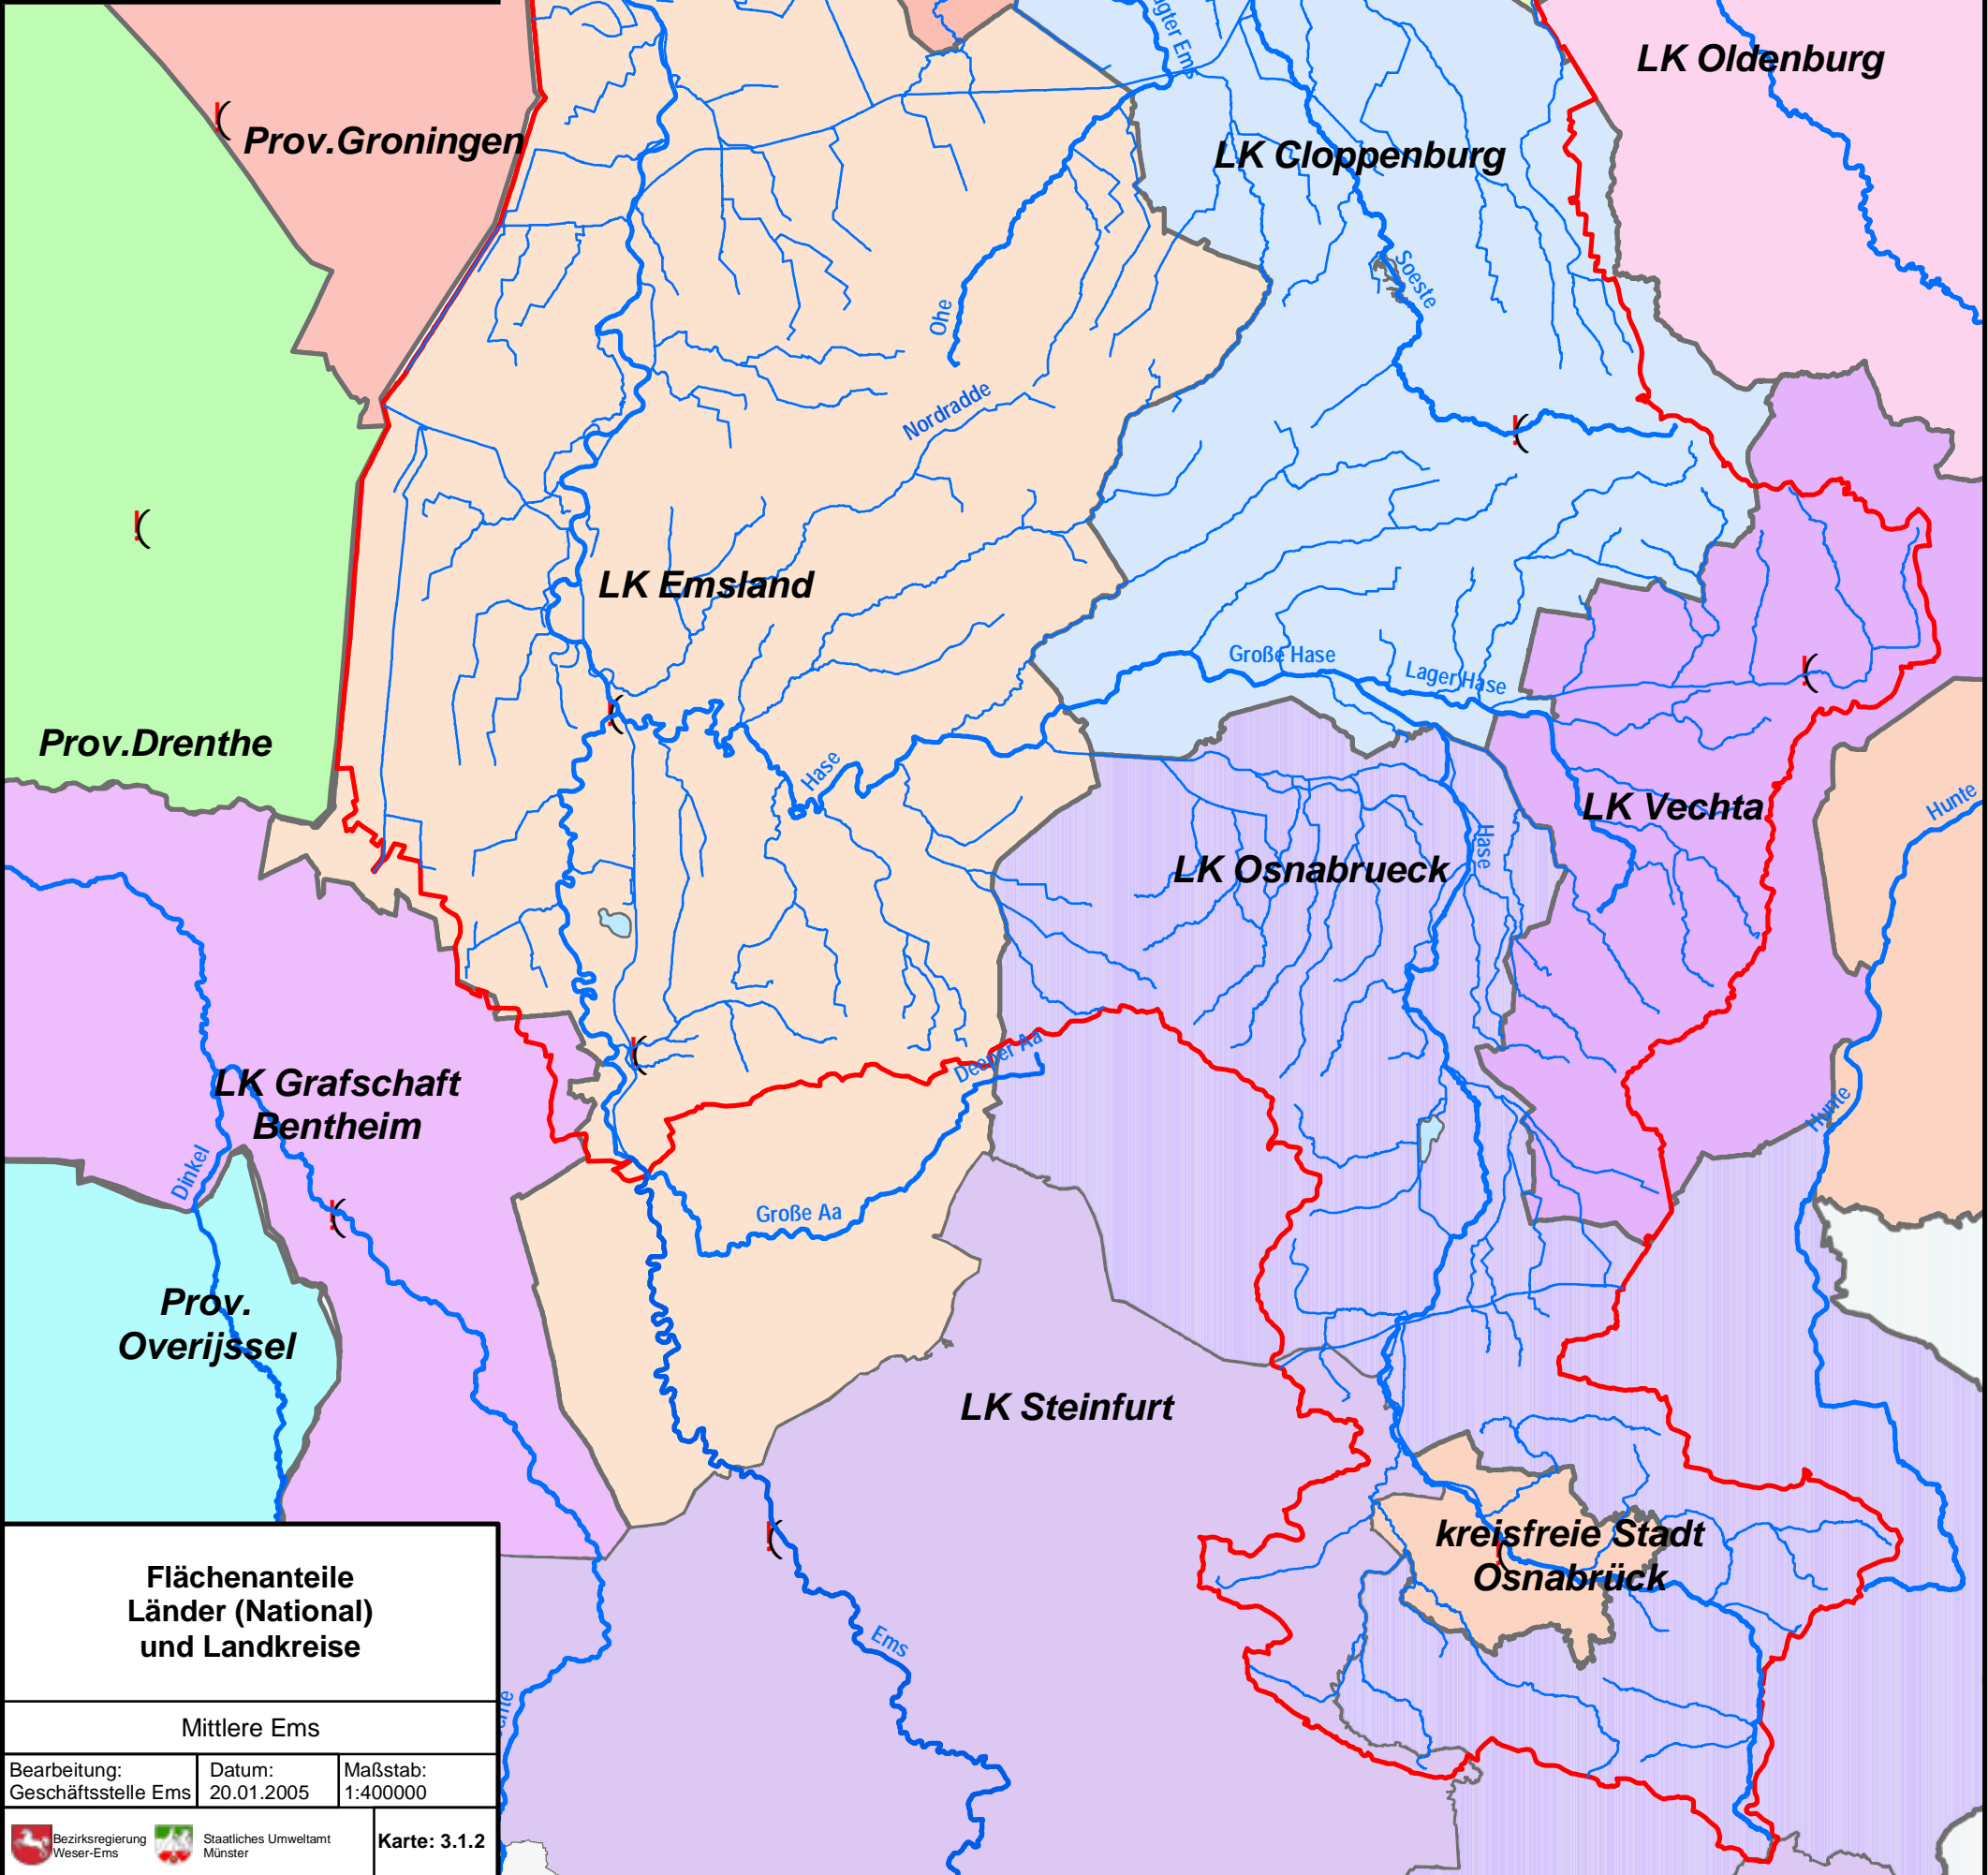 LK Oldenburg
Prov.Groningen
LK Cloppenburg
Soeste
Ohe
Nordradde
LK Emsland
Große Hase
Lager Hase
Prov.Drenthe
Hase
LK Vechta
Hunte
Hase
LK Osnabrueck
Deeper Aa
LK Grafschaft
Bentheim
Hunte
Dinkel
Große Aa
Prov.
Overijssel
LK Steinfurt
kreisfreie Stadt
Osnabrück
Ems
Flächenanteile
Länder (National)
und Landkreise
Mittlere Ems
Bearbeitung:
Geschäftsstelle Ems
Datum:
20.01.2005
Maßstab:
1:400000
Bezirksregierung
Weser-Ems
Staatliches Umweltamt
Münster
Karte: 3.1.2